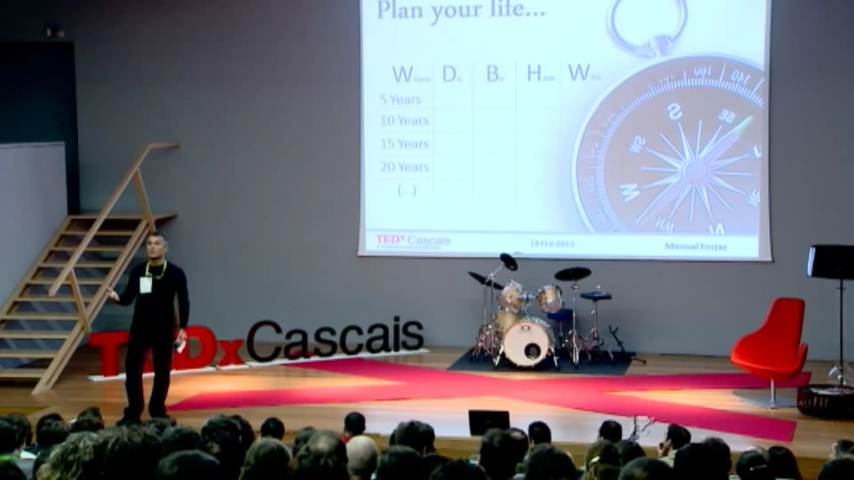 Plan your life...
W D B H W
5 Years
10 Years
15 Years
20 Years
(...)
TEDxCascais
Manuel Forjaz
TEDxCascais